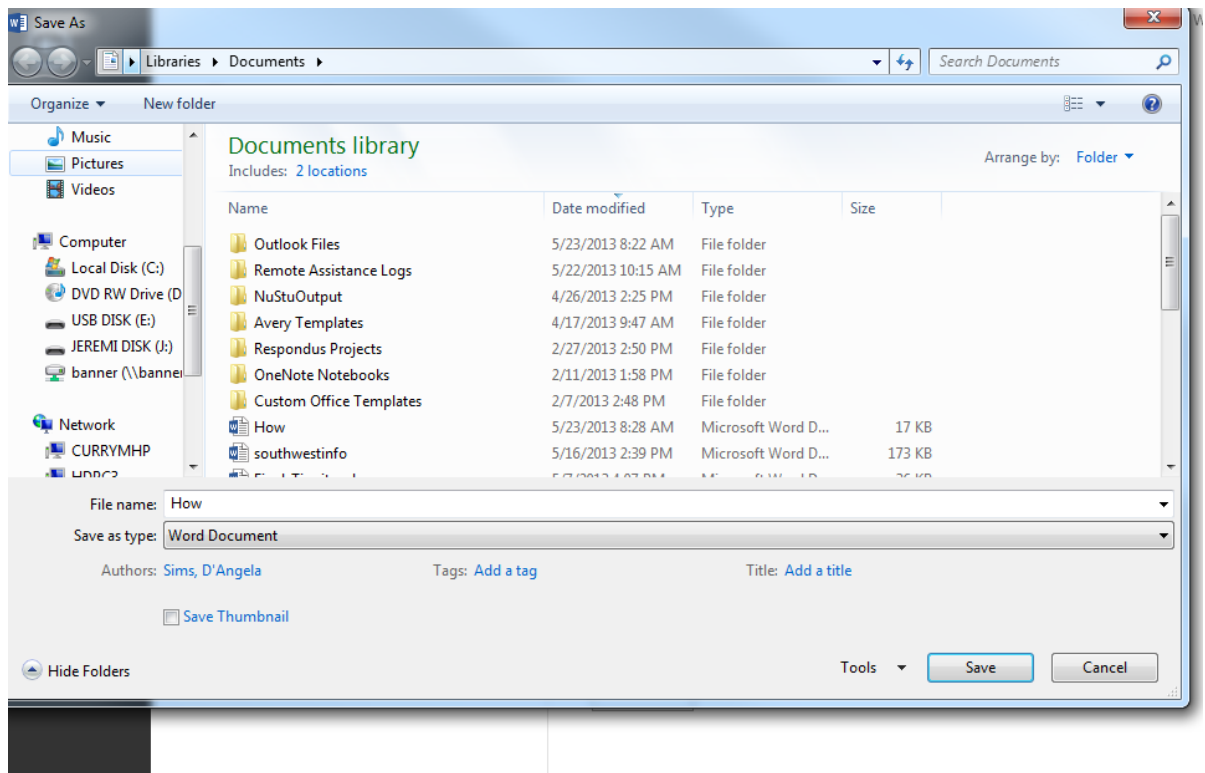 Save As
W
Libraries Documents
Search Documents
Organize New folder
Music
Pictures
Videos
Computer
Local Disk (C:)
DVD RW Drive (D
USB DISK (E:)
JEREMI DISK (J:)
banner (\\banner
Network
CURRYMHP
Documents library
Includes: 2 locations
Arrange by: Folder
Name Date modified Type Size
Outlook Files 5/23/2013 8:22 AM File folder
Remote Assistance Logs 5/22/2013 10:15 AM File folder
NuStuOutput 4/26/2013 2:25 PM File folder
Avery Templates 4/17/2013 9:47 AM File folder
Respondus Projects 2/27/2013 2:50 PM File folder
OneNote Notebooks 2/11/2013 1:58 PM File folder
Custom Office Templates 2/7/2013 2:48 PM File folder
How 5/23/2013 8:28 AM Microsoft Word D... 17 KB
southwestinfo 5/16/2013 2:39 PM Microsoft Word D... 173 KB
File name: How
Save as type: Word Document
Authors: Sims, D'Angela Tags: Add a tag Title: Add a title
Save Thumbnail
Hide Folders
Tools Save Cancel